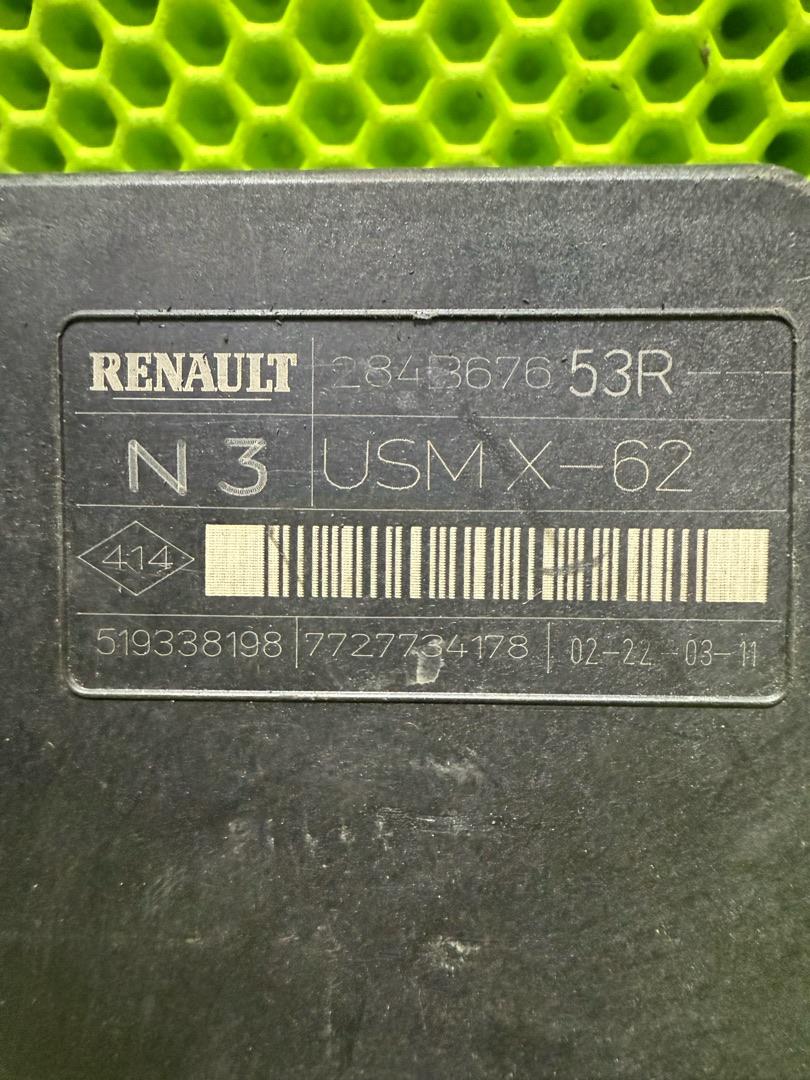 RENAULT 284B676 53R
N 3 USM X-62
414
519338198 7727734178 02-22-03-11